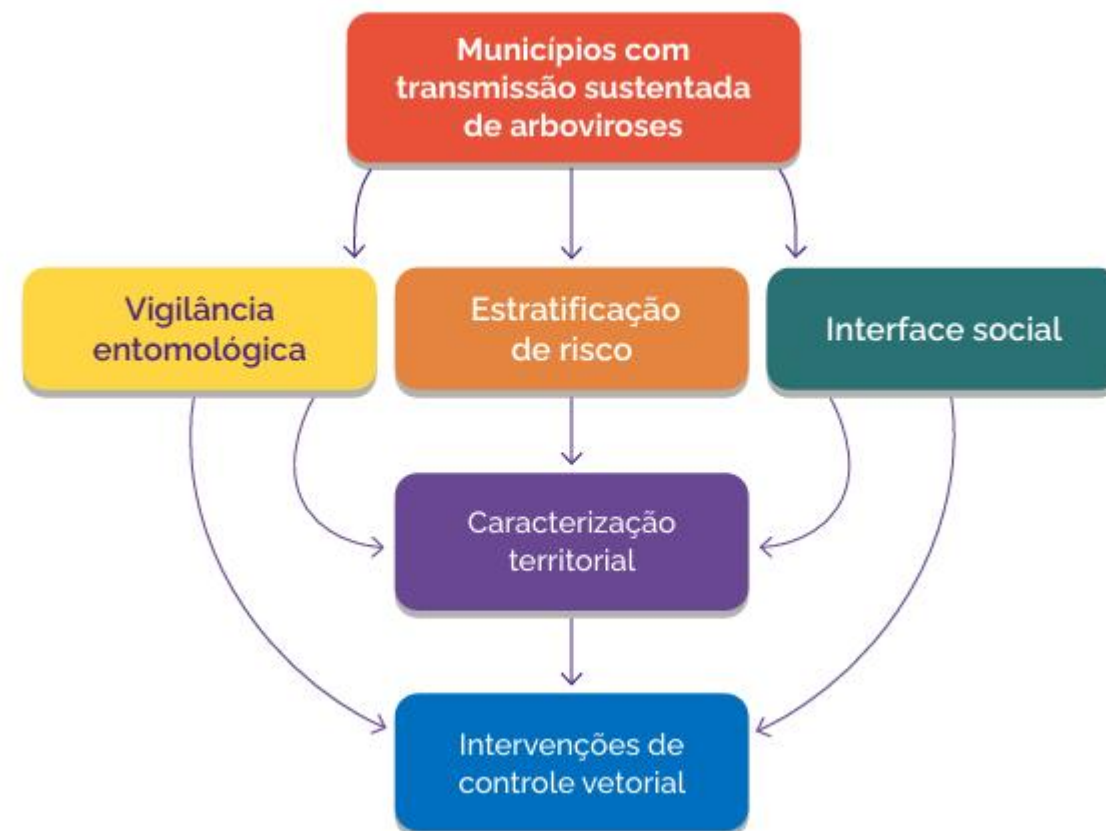 Municípios com
transmissão sustentada
de arboviroses
Vigilância
entomológica
Estratificação
de risco
Interface social
Caracterização
territorial
Intervenções de
controle vetorial